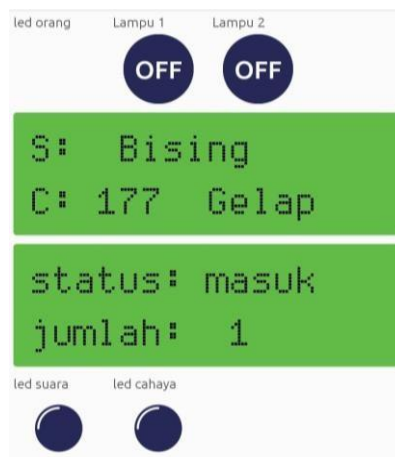 led orang Lampu 1 Lampu 2
OFF OFF
S: Bising
C: 177 Gelap
status: masuk
jumlah: 1
led suara led cahaya